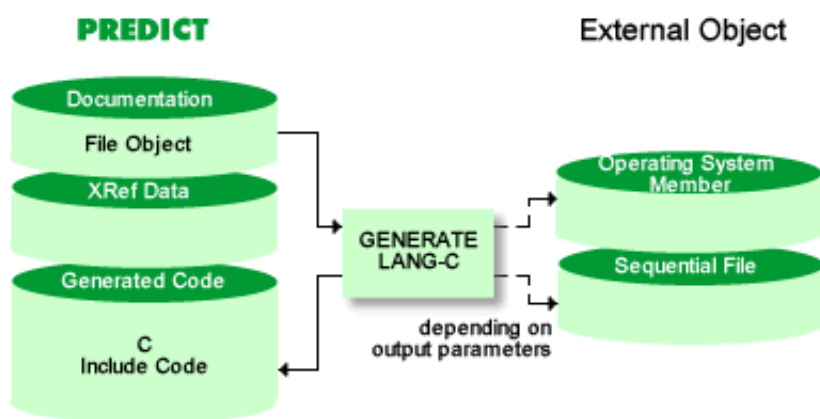 PREDICT
External Object
Documentation
File Object
XRef Data
Generated Code
C
Include Code
GENERATE
LANG-C
depending on
output parameters
Operating System
Member
Sequential File